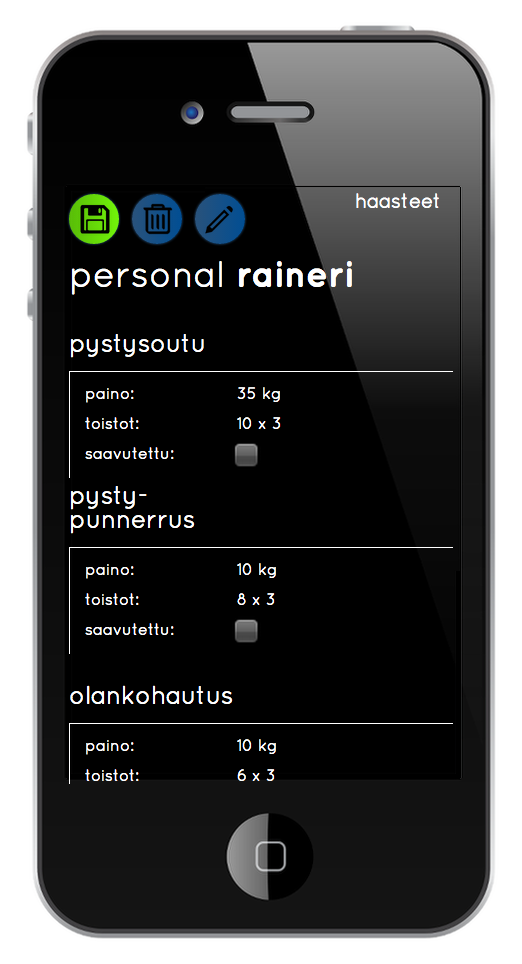 haasteet
personal raineri
pystysoutu
paino: 35 kg
toistot: 10 x 3
saavutettu:
pysty-
punnerrus
paino: 10 kg
toistot: 8 x 3
saavutettu:
olankohautus
paino: 10 kg
toistot: 6 x 3